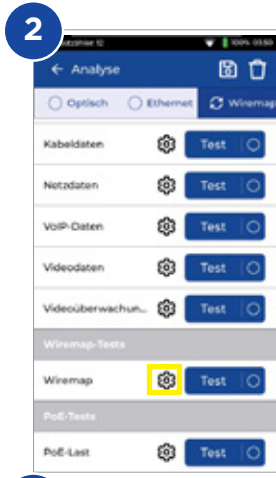 2
100% 03:50
Analyse
Optisch Ethernet Wiremap
Kabeldaten Test
Netzdaten Test
VoIP-Daten Test
Videodaten Test
Videoüberwachun... Test
Wiremap-Tests
Wiremap Test
PoE-Tests
PoE-Last Test